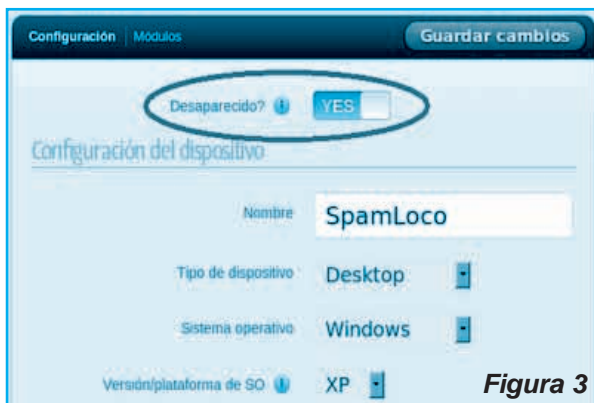 Configuración | Módulos Guardar cambios
Desaparecido? ! YES
Configuración del dispositivo
Nombre SpamLoco
Tipo de dispositivo Desktop
Sistema operativo Windows
Versión/plataforma de SO ! XP
Figura 3